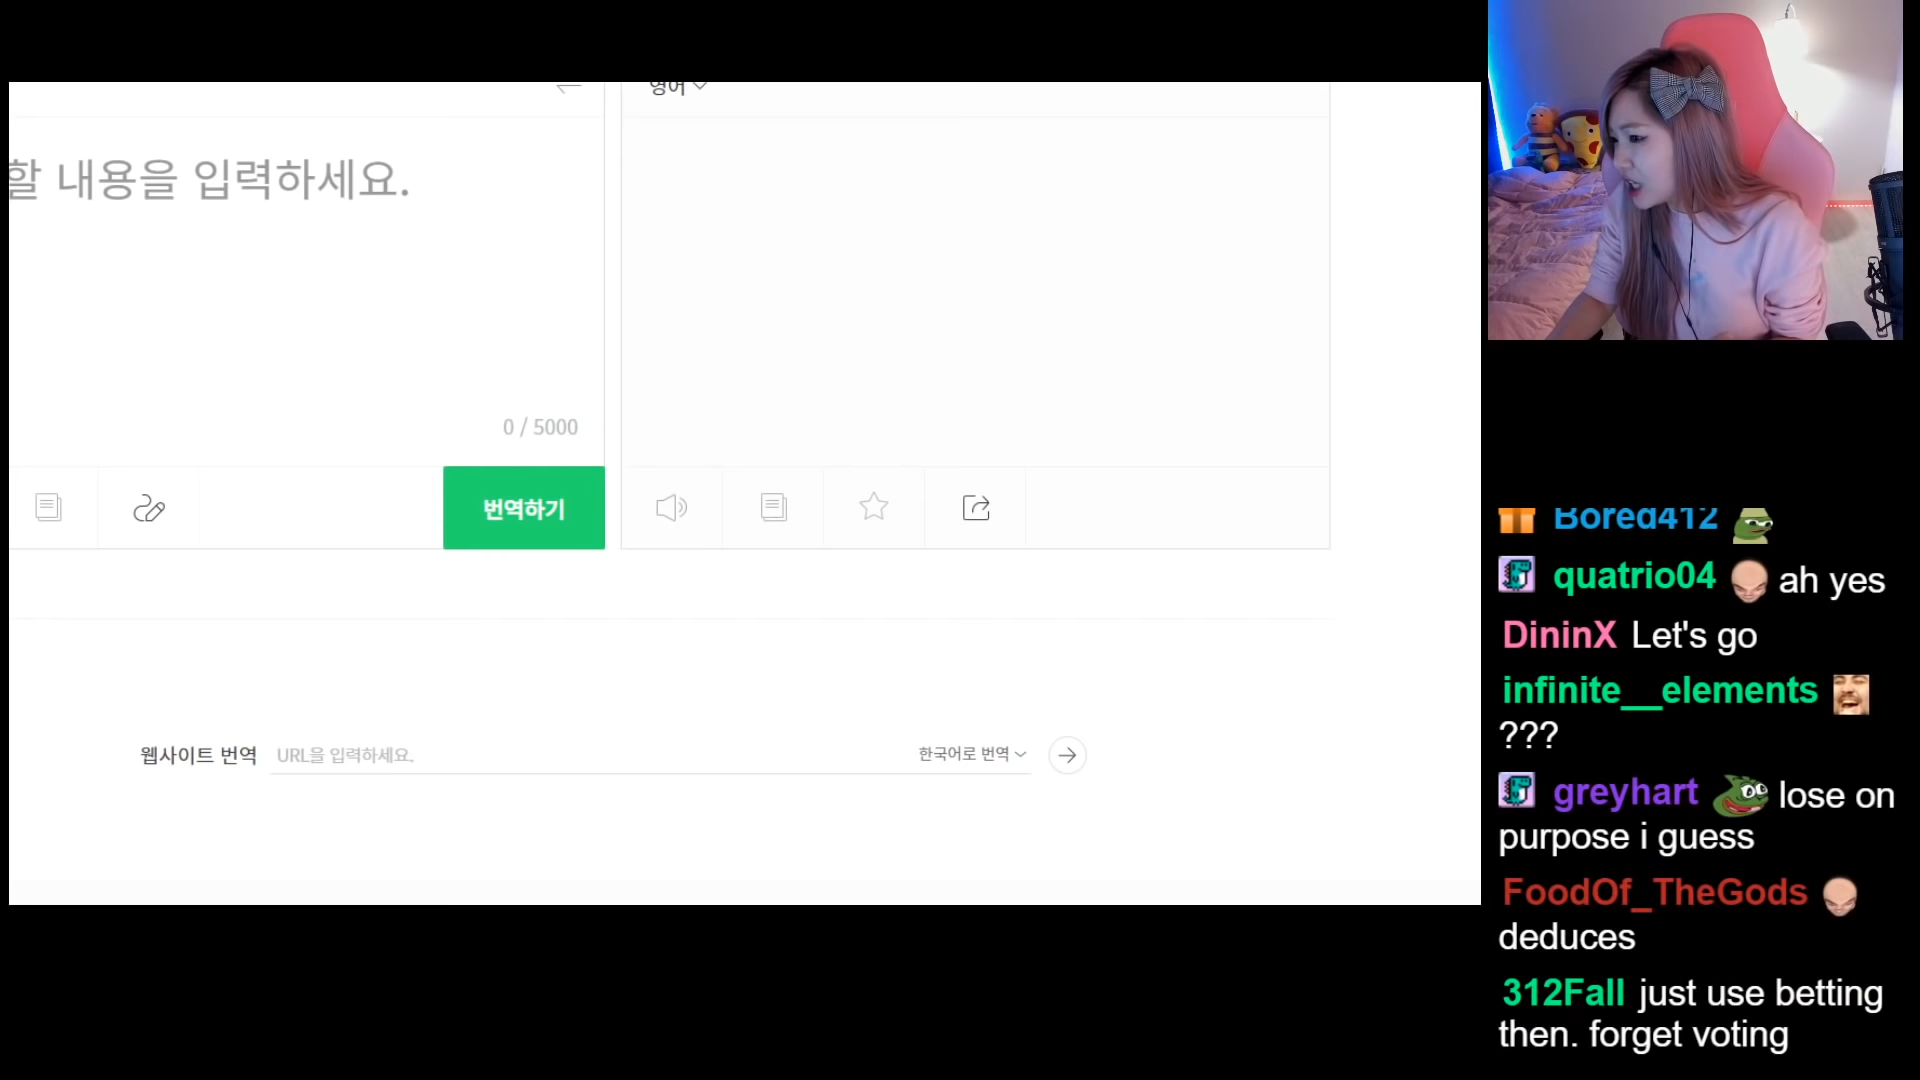 영어
할 내용을 입력하세요.
0 / 5000
번역하기
웹사이트 번역 URL을 입력하세요. 한국어로 번역
Bored412
quatrio04 ah yes
DininX Let's go
infinite__elements
???
greyhart lose on
purpose i guess
FoodOf_TheGods
deduces
312Fall just use betting
then. forget voting